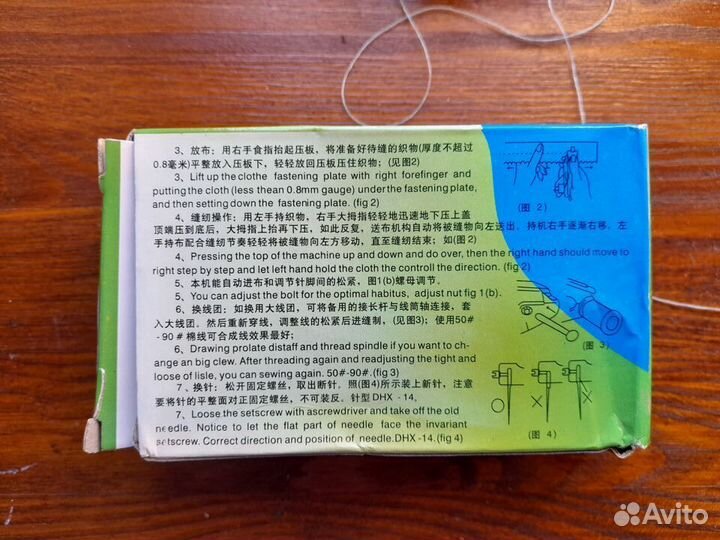 3、放布：用右手食指抬起压板，将准备好待缝的织物(厚度不超过
0.8毫米)平整放入压板下，轻轻放回压板压住织物；(见图2)
3, Lift up the clothe fastening plate with right forefinger and
putting the cloth (less thean 0.8mm gauge) under the fastening plate,
and then setting down the fastening plate. (fig 2)
4、缝纫操作：用左手持织物，右手大拇指轻轻地迅速地下压上盖
顶端压到底后，大拇指上抬再下压，如此反复，送布机构自动将被缝物向左送出，持机右手逐渐右移，左
手持布配合缝纫节奏轻轻将被缝物向左方移动，直至缝纫结束；如(图2)
4, Pressing the top of the machine up and down and do over, then the right hand should move to
right step by step and let left hand hold the cloth the controll the direction. (fig 2)
5、本机能自动进布和调节针脚间的松紧，图1(b)螺母调节。
5, You can adjust the bolt for the optimal habitus, adjust nut fig 1(b).
6、换线团：如换用大线团，可将备用的接长杆与线筒轴连接，套
入大线团。然后重新穿线，调整线的松紧后进缝制，(见图3)；使用50#
-90#棉线可合成线效果最好；
6, Drawing prolate distaff and thread spindle if you want to ch-
ange an big clew. After threading again and readjusting the tight and
loose of lisle, you can sewing again. 50#-90#.(fig 3)
7、换针；松开固定螺丝，取出断针。照(图4)所示装上新针，注意
要将针的平整面对正固定螺丝，不可装反。针型DHX-14。
7, Loose the setscrew with ascrewdriver and take off the old
needle. Notice to let the flat part of needle face the invariant
setscrew. Correct direction and position of needle.DHX-14.(fig 4)
(图 2)
(图 3)
(图 4)
Avito